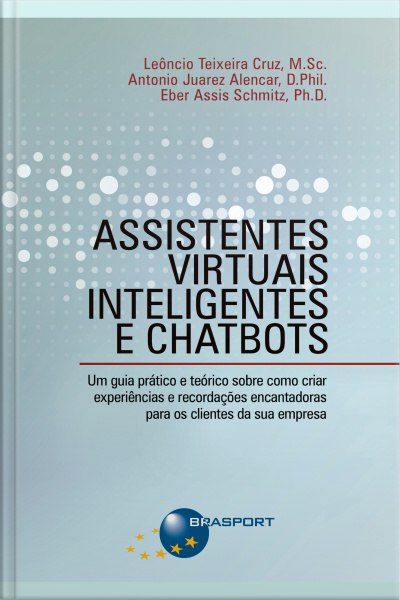 Leôncio Teixeira Cruz, M.Sc.
Antonio Juarez Alencar, D.Phil.
Eber Assis Schmitz, Ph.D.
ASSISTENTES
VIRTUAIS
INTELIGENTES
E CHATBOTS
Um guia prático e teórico sobre como criar
experiências e recordações encantadoras
para os clientes da sua empresa
BRASPORT